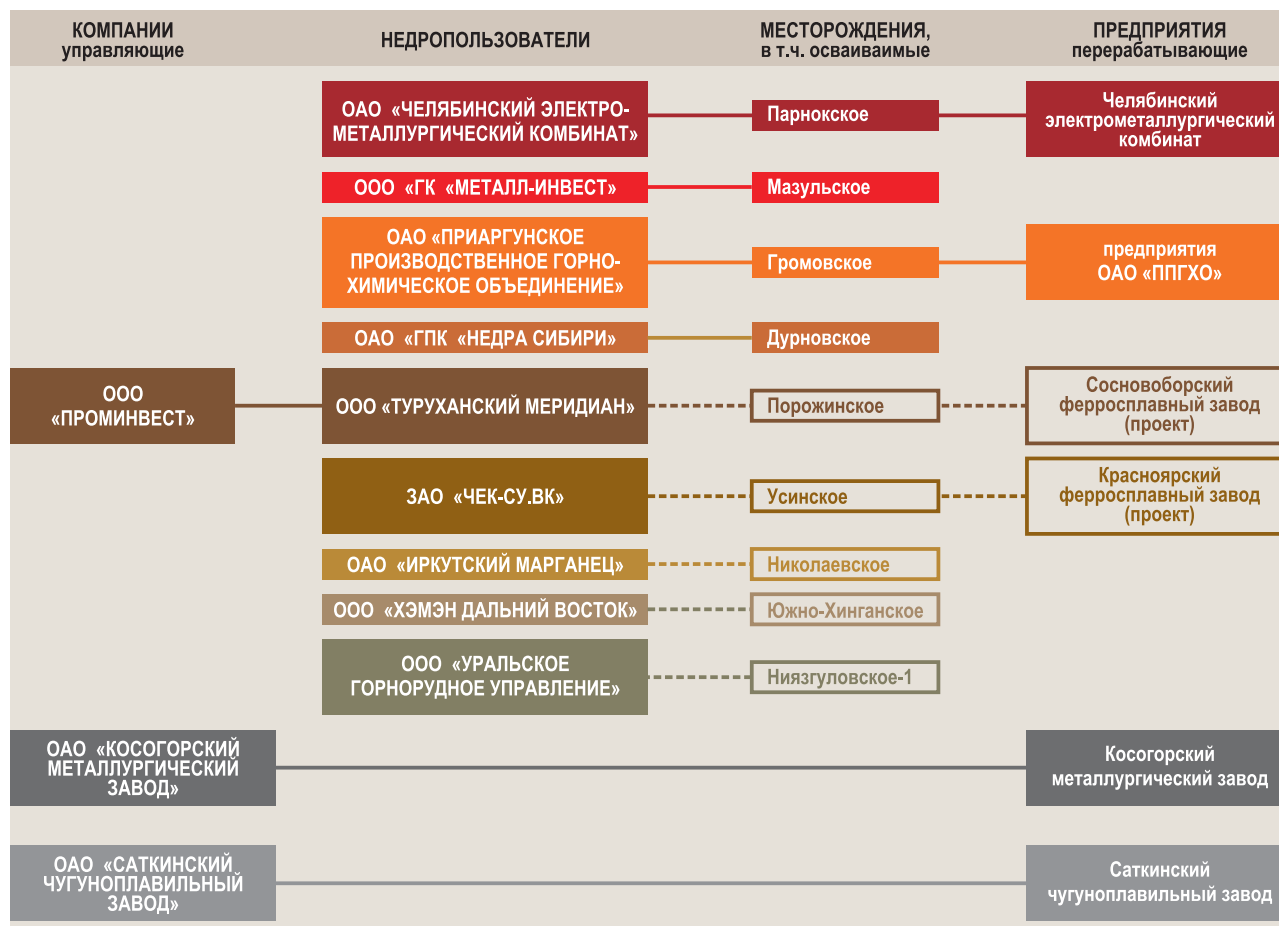 КОМПАНИИ
управляющие
НЕДРОПОЛЬЗОВАТЕЛИ
МЕСТОРОЖДЕНИЯ,
в т.ч. осваиваимые
ПРЕДПРИЯТИЯ
перерабатывающие
ОАО «ЧЕЛЯБИНСКИЙ ЭЛЕКТРО-
МЕТАЛЛУРГИЧЕСКИЙ КОМБИНАТ»
Парнокское
Челябинский
электрометаллургический
комбинат
ООО «ГК «МЕТАЛЛ-ИНВЕСТ»
Мазульское
ОАО «ПРИАРГУНСКОЕ
ПРОИЗВОДСТВЕННОЕ ГОРНО-
ХИМИЧЕСКОЕ ОБЪЕДИНЕНИЕ»
Громовское
предприятия
ОАО «ППГХО»
ОАО «ГПК «НЕДРА СИБИРИ»
Дурновское
ООО
«ПРОМИНВЕСТ»
ООО «ТУРУХАНСКИЙ МЕРИДИАН»
Порожинское
Сосновоборский
ферросплавный завод
(проект)
ЗАО «ЧЕК-СУ.ВК»
Усинское
Красноярский
ферросплавный завод
(проект)
ОАО «ИРКУТСКИЙ МАРГАНЕЦ»
Николаевское
ООО «ХЭМЭН ДАЛЬНИЙ ВОСТОК»
Южно-Хинганское
ООО «УРАЛЬСКОЕ
ГОРНОРУДНОЕ УПРАВЛЕНИЕ»
Ниязгуловское-1
ОАО «КОСОГОРСКИЙ
МЕТАЛЛУРГИЧЕСКИЙ
ЗАВОД»
Косогорский
металлургический завод
ОАО «САТКИНСКИЙ
ЧУГУНОПЛАВИЛЬНЫЙ
ЗАВОД»
Саткинский
чугуноплавильный завод